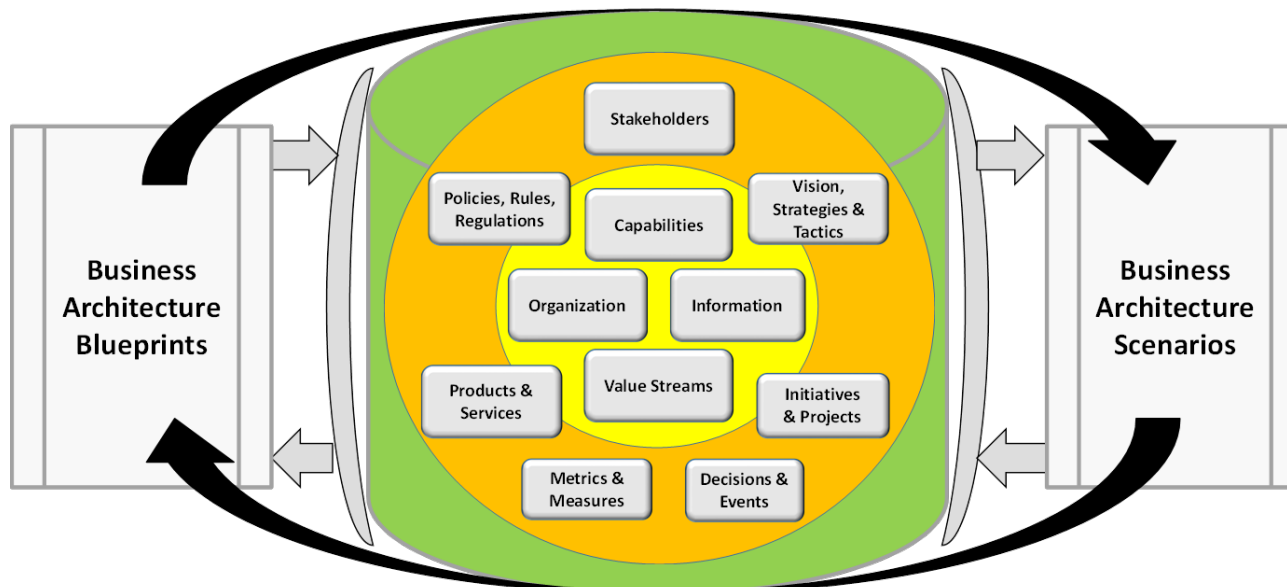 Stakeholders
Policies, Rules,
Regulations
Vision,
Strategies &
Tactics
Capabilities
Business
Architecture
Blueprints
Organization
Information
Business
Architecture
Scenarios
Value Streams
Products &
Services
Initiatives
& Projects
Metrics &
Measures
Decisions &
Events